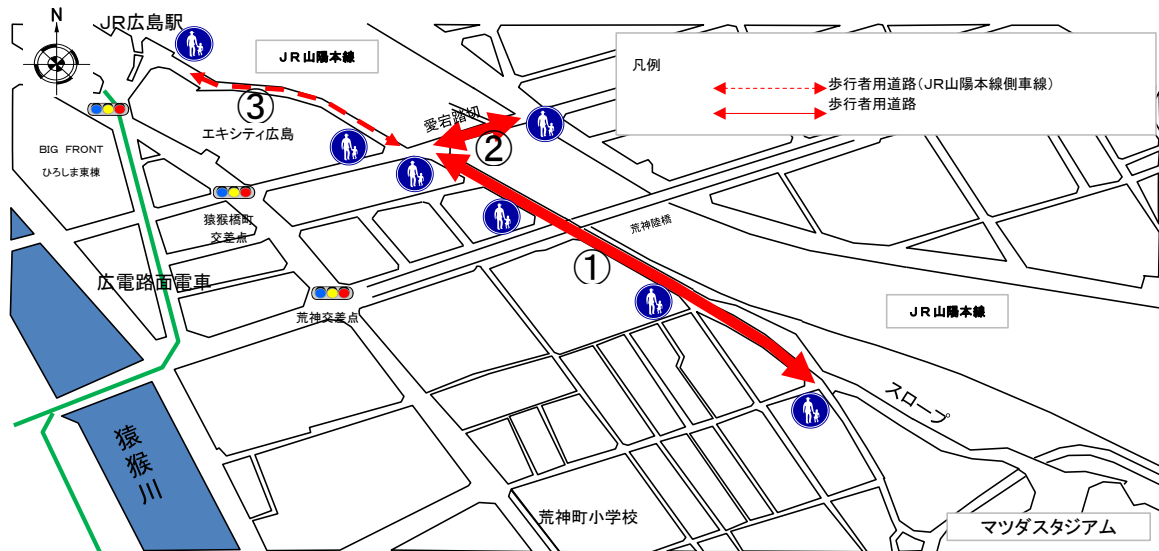 N
JR広島駅
JR山陽本線
凡例
歩行者用道路(JR山陽本線側車線)
歩行者用道路
③
エキシティ広島
愛宕踏切
②
BIG FRONT
ひろしま東棟
猿猴橋町
交差点
荒神陸橋
①
広電路面電車
荒神交差点
JR山陽本線
スロープ
猿猴川
荒神町小学校
マツダスタジアム